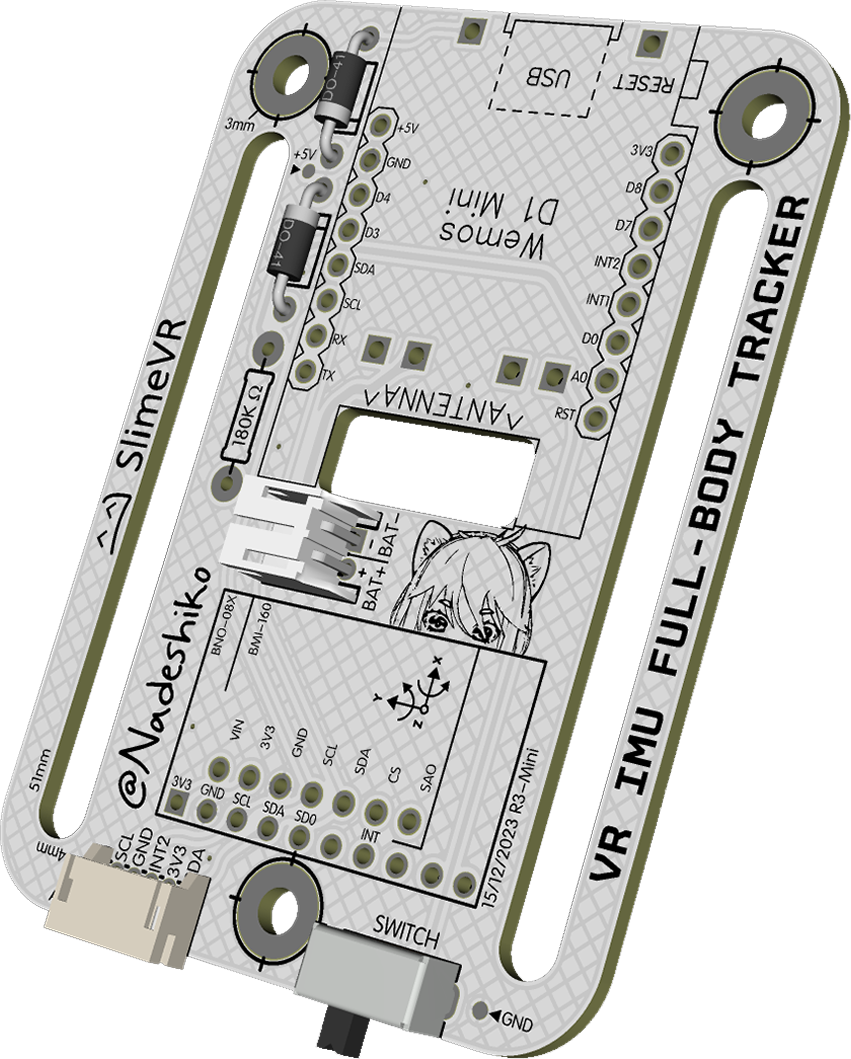 USB
RESET
DO-41
3mm
+5V
DO-41
+5V
GND
D4
D3
SDA
SCL
RX
TX
3V3
D8
D7
INT2
INT1
D0
A0
RST
Wemos
D1 Mini
^ANTENNA^
180K Ω
^_^) SlimeVR
VR IMU FULL-BODY TRACKER
BAT-
-
+
BAT+
@Nadeshiko
BNO-08X
BMI-160
X
Y
Z
VIN
3V3
GND
SCL
SDA
CS
SAO
3V3
GND
SCL
SDA
SD0
INT
15/12/2023 R3-Mini
51mm
4mm
SCL
GND
INT2
3V3
DA
SWITCH
GND